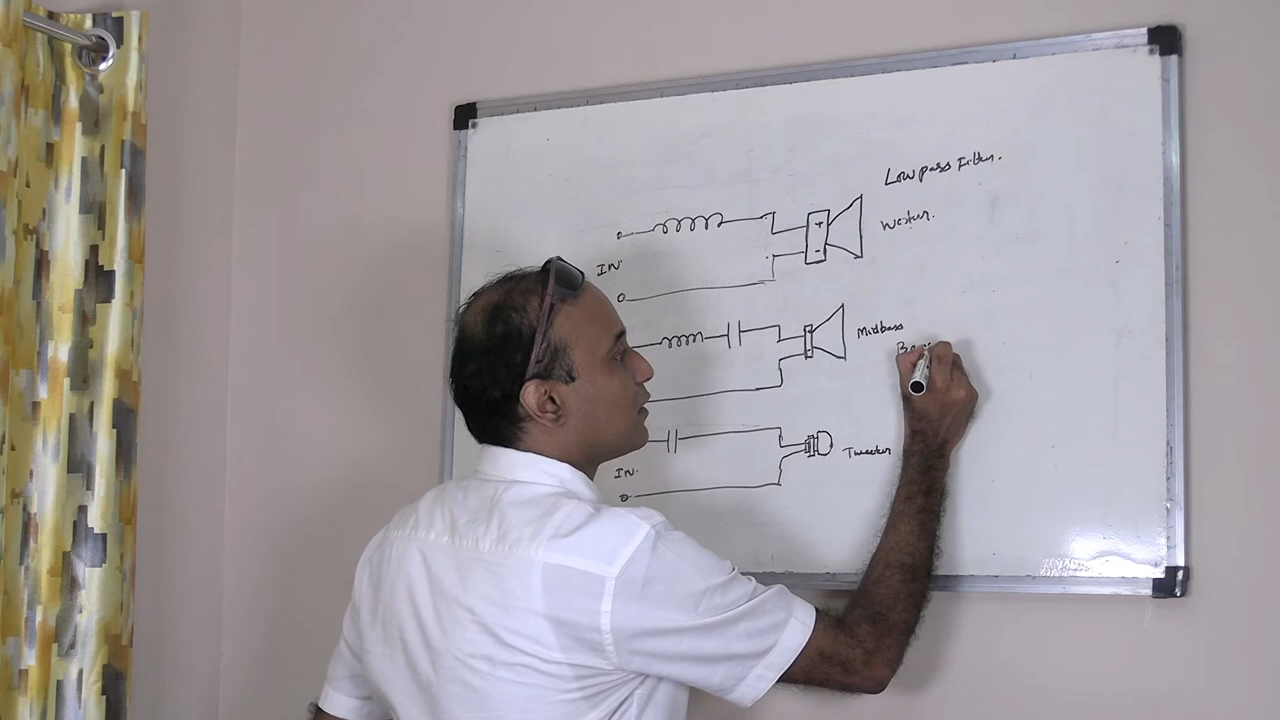 Low pass Filter.
Woofer.
+
-
IN.
Midbass
Tweeter
IN.